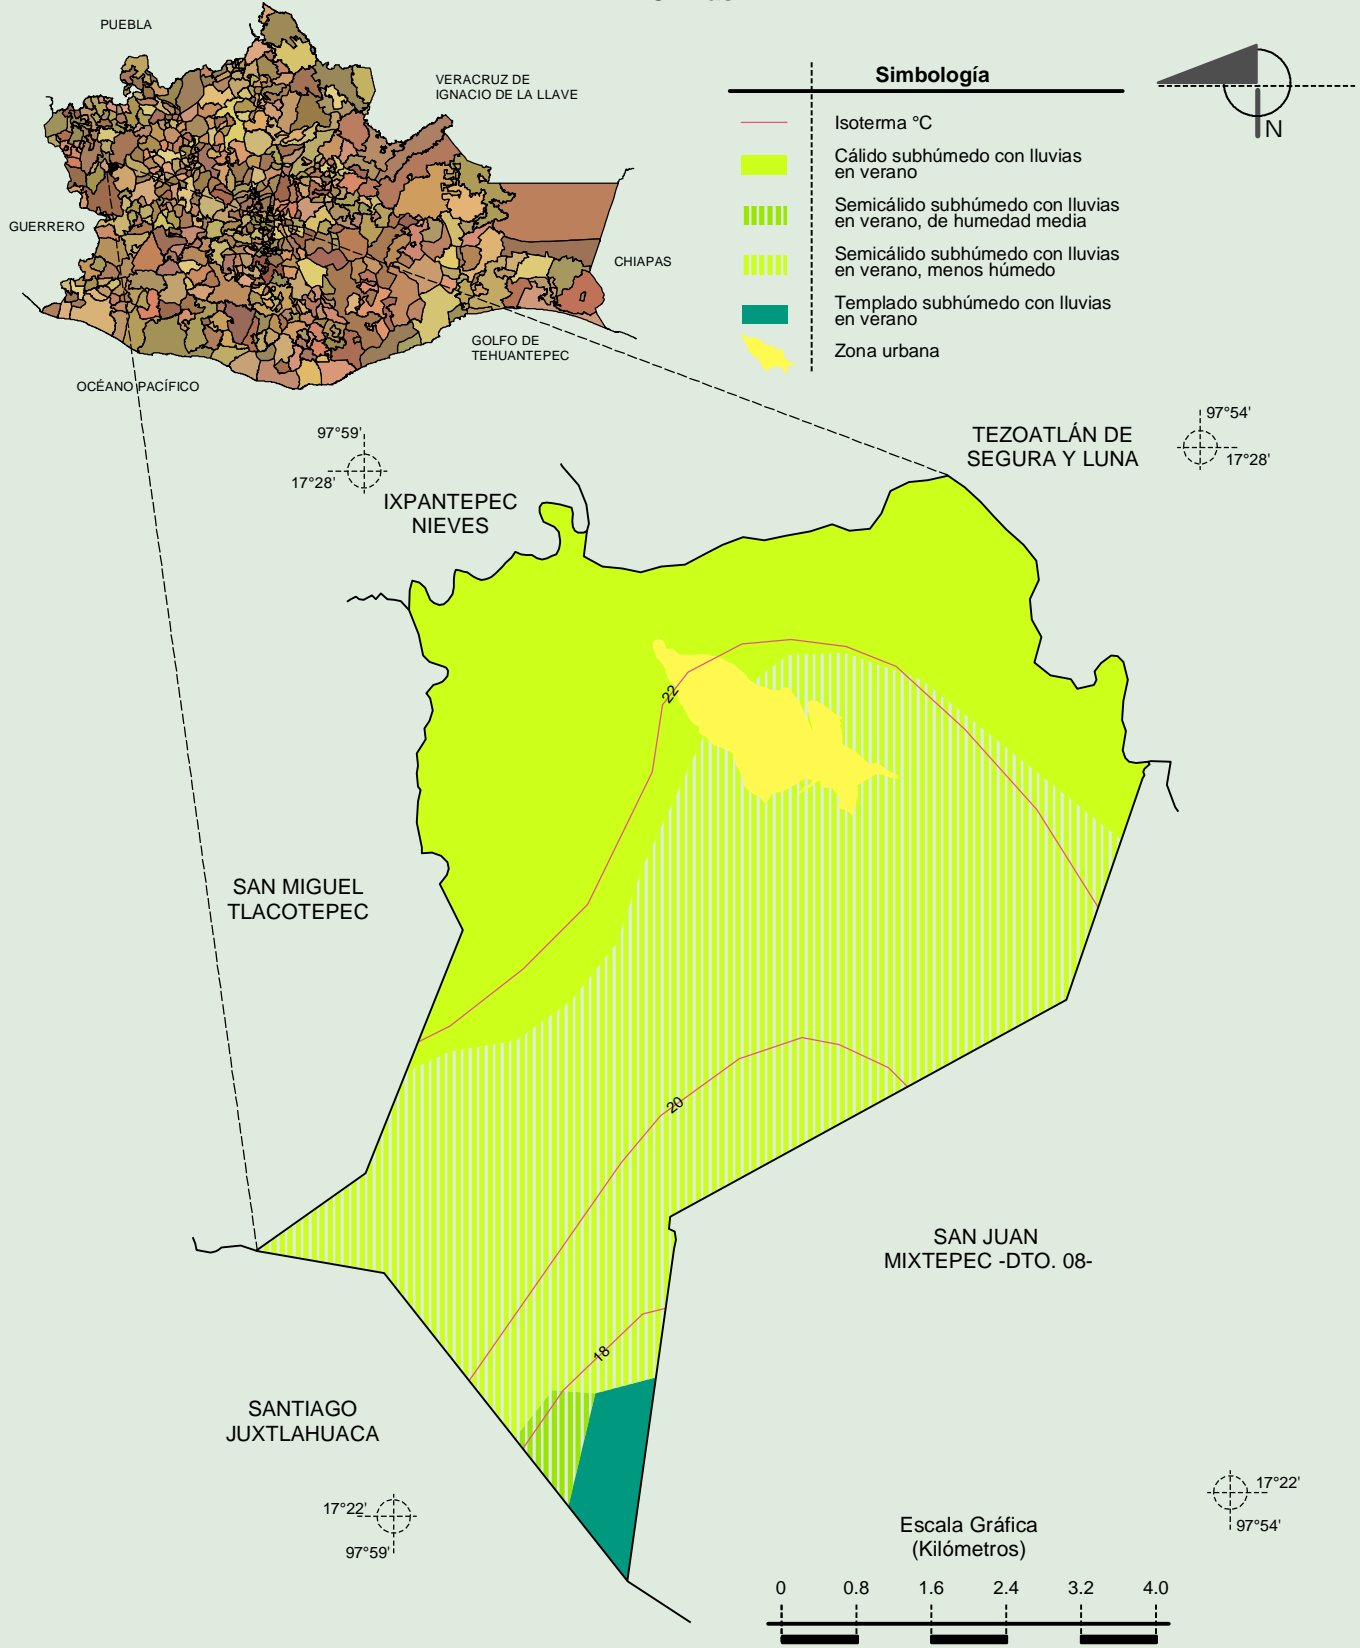 PUEBLA
VERACRUZ DE
IGNACIO DE LA LLAVE
GUERRERO
CHIAPAS
GOLFO DE
TEHUANTEPEC
OCÉANO PACÍFICO
Simbología
Isoterma °C
Cálido subhúmedo con lluvias
en verano
Semicálido subhúmedo con lluvias
en verano, de humedad media
Semicálido subhúmedo con lluvias
en verano, menos húmedo
Templado subhúmedo con lluvias
en verano
Zona urbana
N
97°59'
17°28'
97°54'
17°28'
IXPANTEPEC
NIEVES
TEZOATLÁN DE
SEGURA Y LUNA
22
SAN MIGUEL
TLACOTEPEC
20
SAN JUAN
MIXTEPEC -DTO. 08-
18
SANTIAGO
JUXTLAHUACA
17°22'
97°59'
17°22'
97°54'
Escala Gráfica
(Kilómetros)
0 0.8 1.6 2.4 3.2 4.0